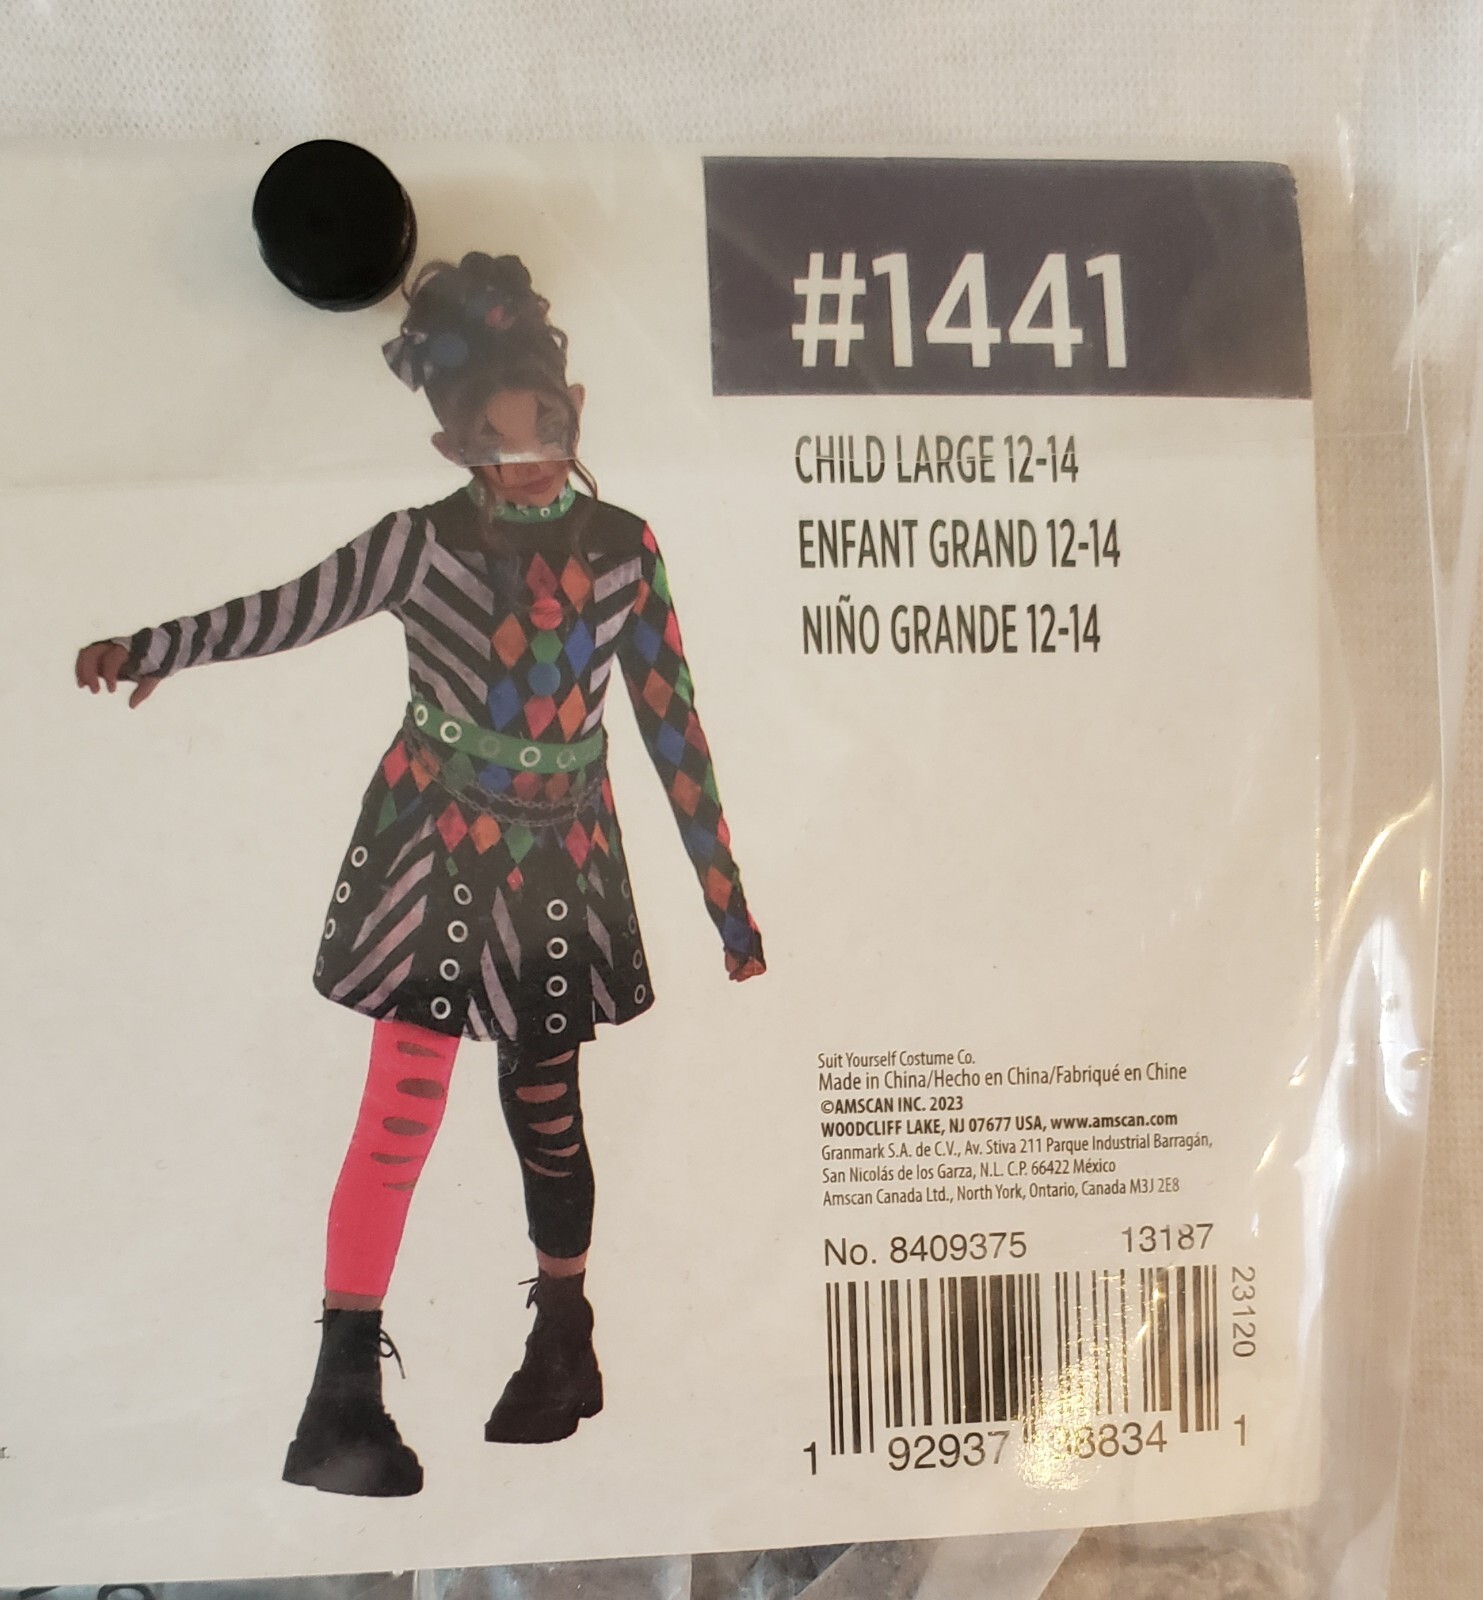 #1441
CHILD LARGE 12-14
ENFANT GRAND 12-14
NIÑO GRANDE 12-14
Suit Yourself Costume Co.
Made in China/Hecho en China/Fabriqué en Chine
©AMSCAN INC. 2023
WOODCLIFF LAKE, NJ 07677 USA, www.amscan.com
Granmark S.A. de C.V., Av. Stiva 211 Parque Industrial Barragán,
San Nicolás de los Garza, N.L. C.P. 66422 México
Amscan Canada Ltd., North York, Ontario, Canada M3J 2E8
No. 8409375 13187
23120
1 92937 1